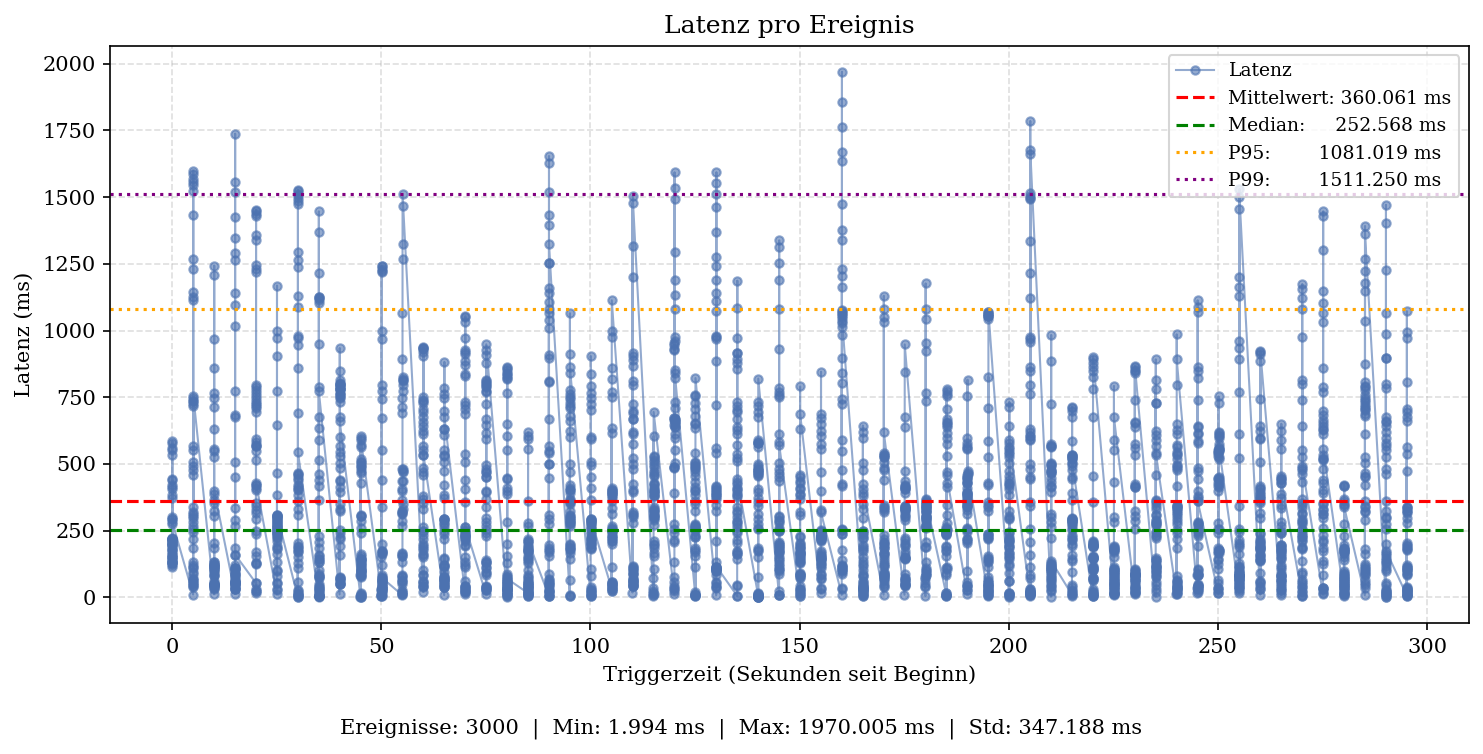 Latenz pro Ereignis
Latenz (ms)
2000
1750
1500
1250
1000
750
500
250
0
Latenz
Mittelwert: 360.061 ms
Median: 252.568 ms
P95: 1081.019 ms
P99: 1511.250 ms
0 50 100 150 200 250 300
Triggerzeit (Sekunden seit Beginn)
Ereignisse: 3000 | Min: 1.994 ms | Max: 1970.005 ms | Std: 347.188 ms